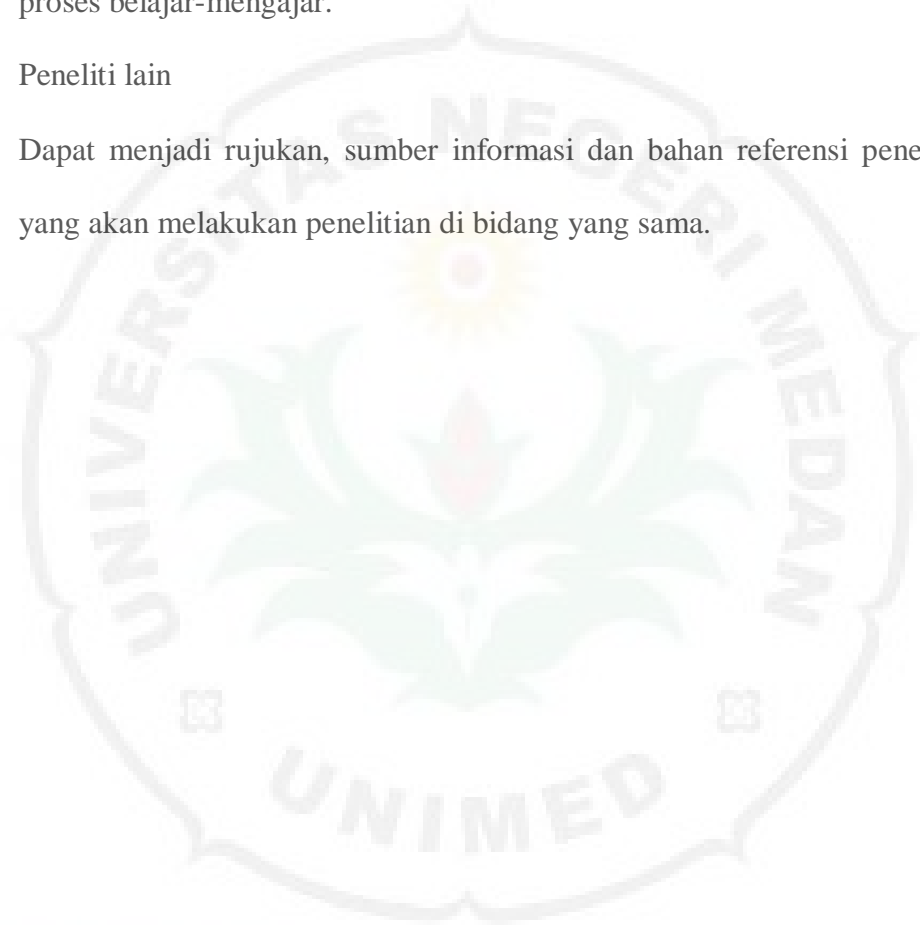 proses belajar-mengajar.
Peneliti lain
Dapat menjadi rujukan, sumber informasi dan bahan referensi pene
yang akan melakukan penelitian di bidang yang sama.
UNIVERSITAS NEGERI MEDAN
UNIMED